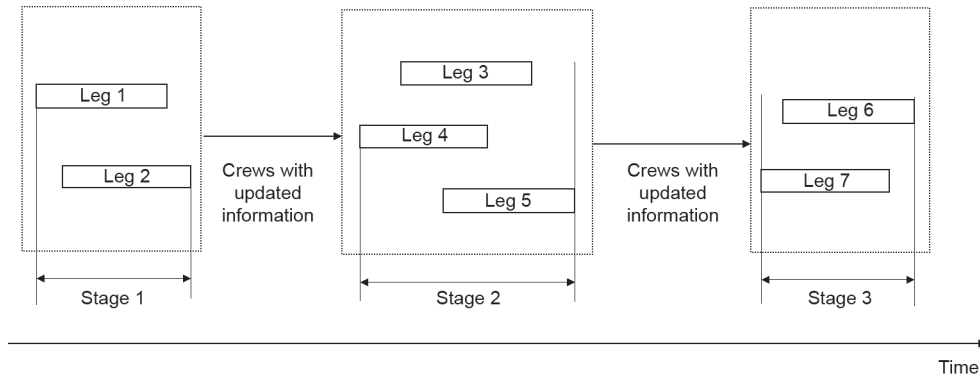 Leg 1
Leg 2
Stage 1
Crews with
updated
information
Leg 3
Leg 4
Leg 5
Stage 2
Crews with
updated
information
Leg 6
Leg 7
Stage 3
Time